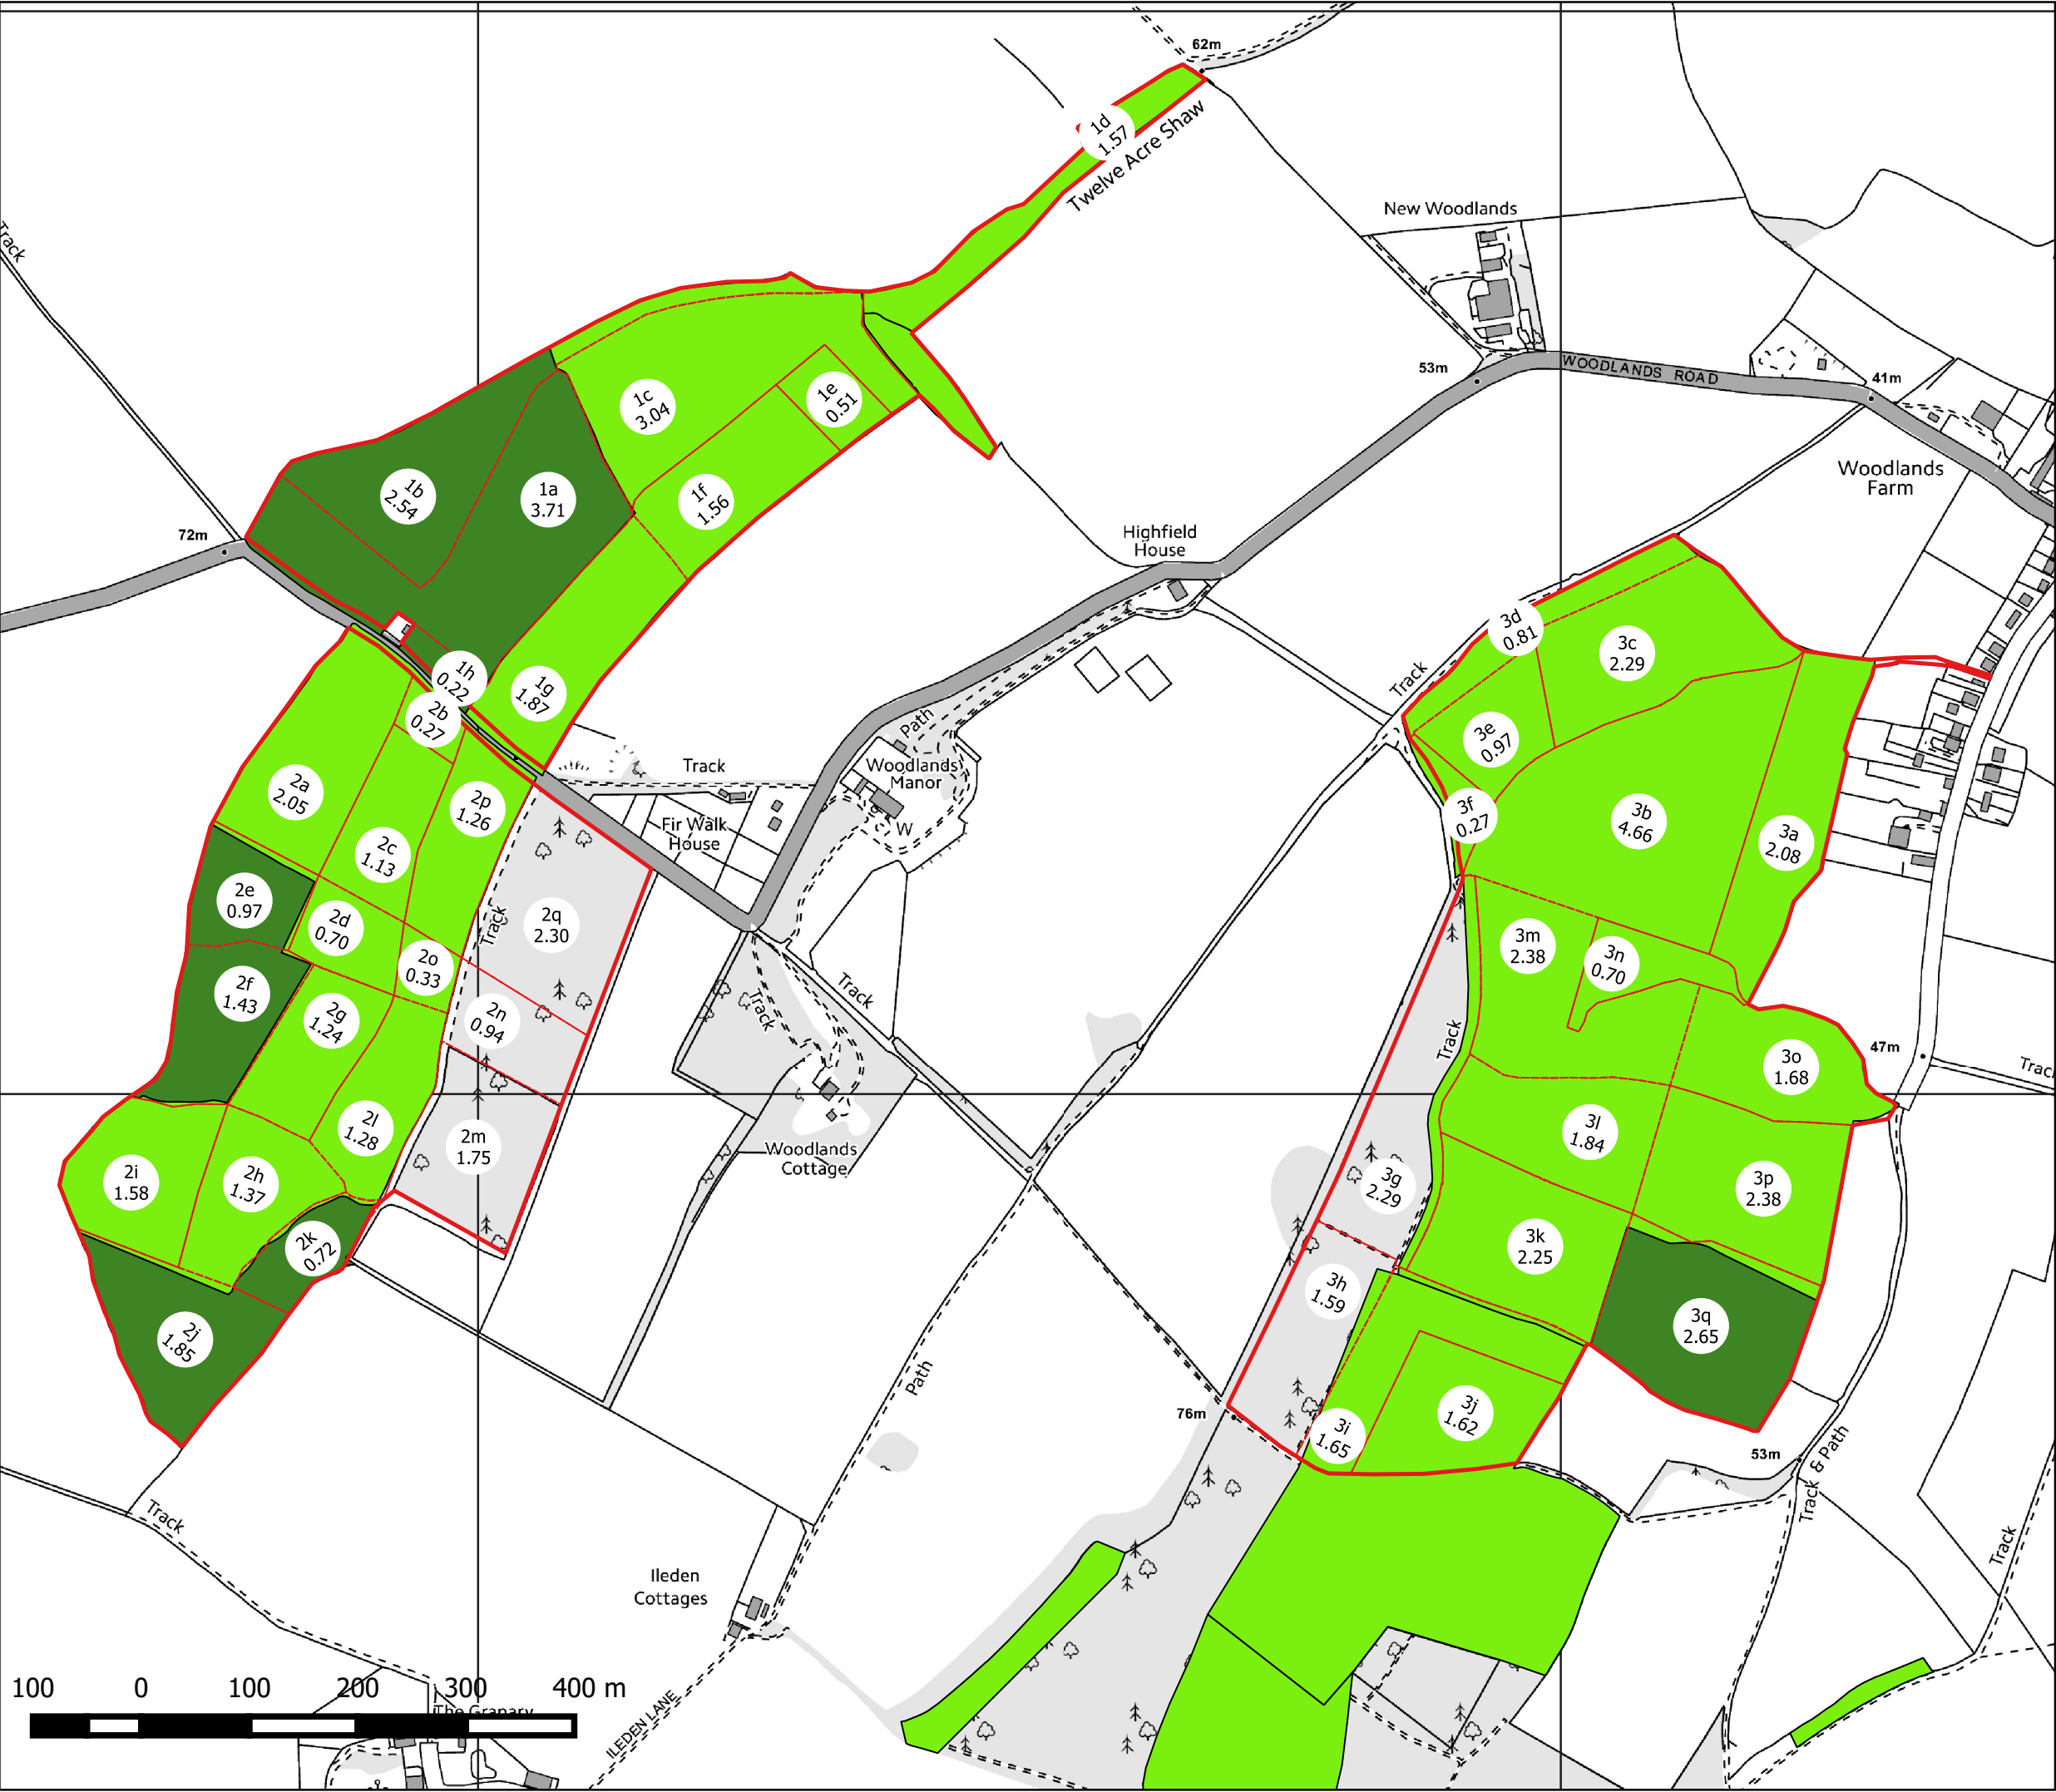 62m
1d
1.57
Twelve Acre Shaw
Track
New Woodlands
53m
WOODLANDS ROAD
41m
1c
3.04
1e
0.51
1b
2.54
1a
3.71
1f
1.56
Woodlands
Farm
72m
Highfield
House
3d
0.81
3c
2.29
1h
0.22
1g
1.87
2b
0.27
Track
Path
3e
0.97
2a
2.05
2p
1.26
Track
Woodlands
Manor
W
3f
0.27
3b
4.66
3a
2.08
Fir Walk
House
2c
1.13
2e
0.97
2d
0.70
Track
2q
2.30
3m
2.38
3n
0.70
2o
0.33
2f
1.43
2g
1.24
2n
0.94
Track
Track
Track
3o
1.68
47m
Track
2l
1.28
2m
1.75
Woodlands
Cottage
3l
1.84
2i
1.58
2h
1.37
3g
2.29
3p
2.38
2k
0.72
3k
2.25
3h
1.59
2j
1.85
3q
2.65
Path
76m
3i
1.65
3j
1.62
53m
Track & Path
Track
Track
Ileden
Cottages
ILEDEN LANE
100 0 100 200 300 400 m
The Granary